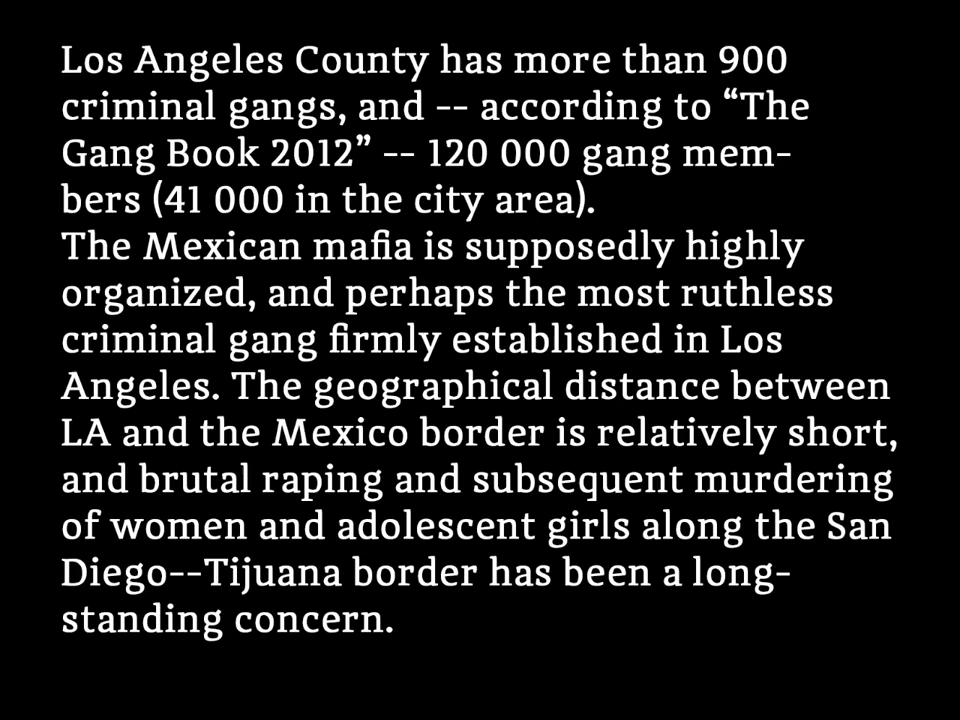 Los Angeles County has more than 900
criminal gangs, and -- according to “The
Gang Book 2012” -- 120 000 gang mem-
bers (41 000 in the city area).
The Mexican mafia is supposedly highly
organized, and perhaps the most ruthless
criminal gang firmly established in Los
Angeles. The geographical distance between
LA and the Mexico border is relatively short,
and brutal raping and subsequent murdering
of women and adolescent girls along the San
Diego--Tijuana border has been a long-
standing concern.